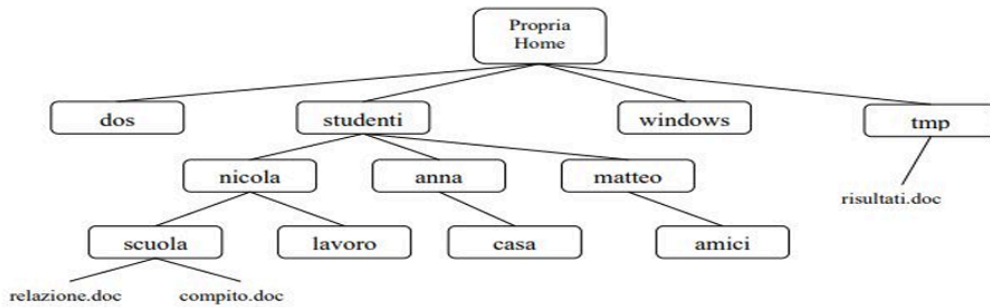 Propria
Home
dos
studenti
windows
tmp
nicola
anna
matteo
risultati.doc
scuola
lavoro
casa
amici
relazione.doc
compito.doc